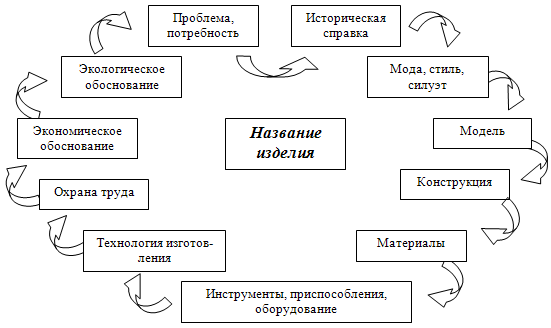 Проблема,
потребность
Историческая
справка
Мода, стиль,
силуэт
Модель
Конструкция
Материалы
Инструменты, приспособления,
оборудование
Технология изготов-
ления
Охрана труда
Экономическое
обоснование
Экологическое
обоснование
Название
изделия